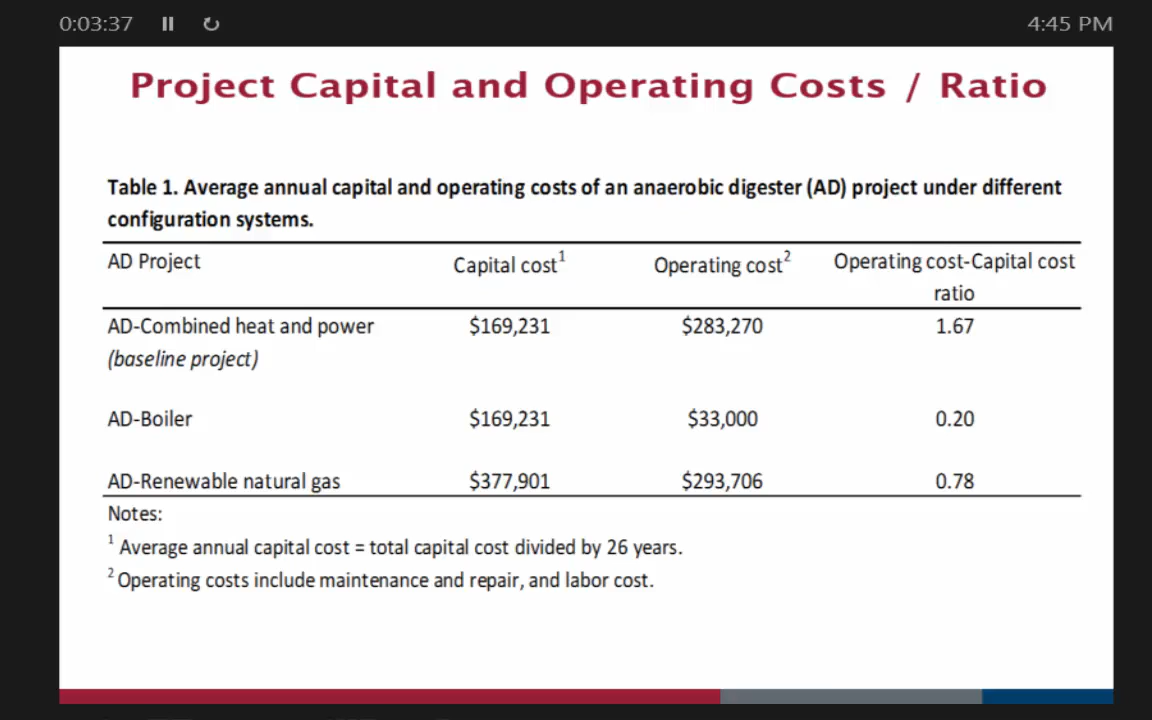 0:03:37
4:45 PM
Project Capital and Operating Costs / Ratio
Table 1. Average annual capital and operating costs of an anaerobic digester (AD) project under different
configuration systems.
AD Project Capital cost¹ Operating cost² Operating cost-Capital cost
ratio
AD-Combined heat and power $169,231 $283,270 1.67
(baseline project)
AD-Boiler $169,231 $33,000 0.20
AD-Renewable natural gas $377,901 $293,706 0.78
Notes:
¹ Average annual capital cost = total capital cost divided by 26 years.
² Operating costs include maintenance and repair, and labor cost.